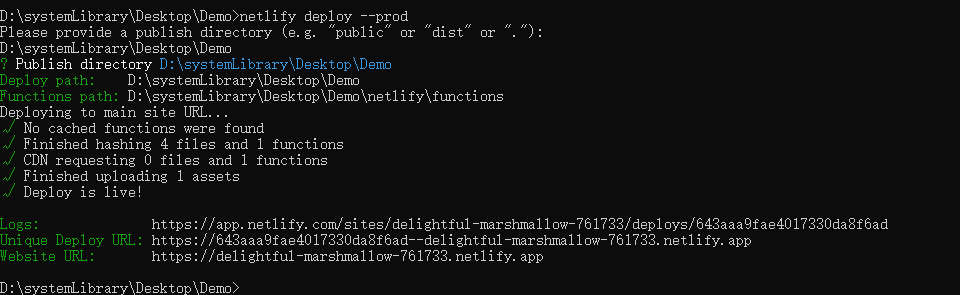 D:\systemLibrary\Desktop\Demo>netlify deploy --prod
Please provide a publish directory (e.g. "public" or "dist" or "."):
D:\systemLibrary\Desktop\Demo
? Publish directory D:\systemLibrary\Desktop\Demo
Deploy path: D:\systemLibrary\Desktop\Demo
Functions path: D:\systemLibrary\Desktop\Demo\netlify\functions
Deploying to main site URL...
√ No cached functions were found
√ Finished hashing 4 files and 1 functions
√ CDN requesting 0 files and 1 functions
√ Finished uploading 1 assets
√ Deploy is live!
Logs: https://app.netlify.com/sites/delightful-marshmallow-761733/deploys/643aaa9fae4017330da8f6ad
Unique Deploy URL: https://643aaa9fae4017330da8f6ad--delightful-marshmallow-761733.netlify.app
Website URL: https://delightful-marshmallow-761733.netlify.app
D:\systemLibrary\Desktop\Demo>